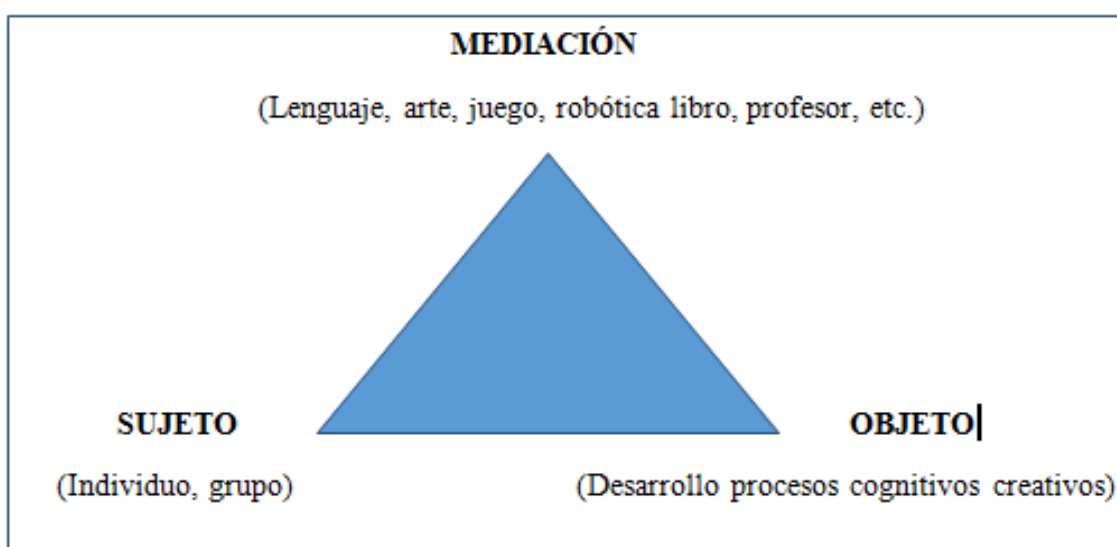 MEDIACIÓN
(Lenguaje, arte, juego, robótica libro, profesor, etc.)
SUJETO
OBJETO
(Individuo, grupo)
(Desarrollo procesos cognitivos creativos)